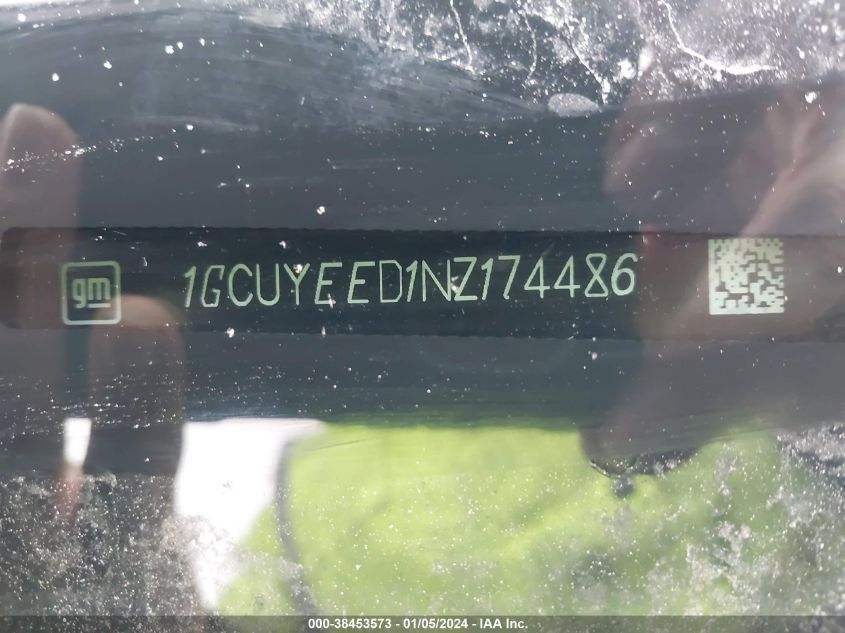 gm 1GCUYEED1NZ174486
000-38453573 - 01/05/2024 - IAA Inc.